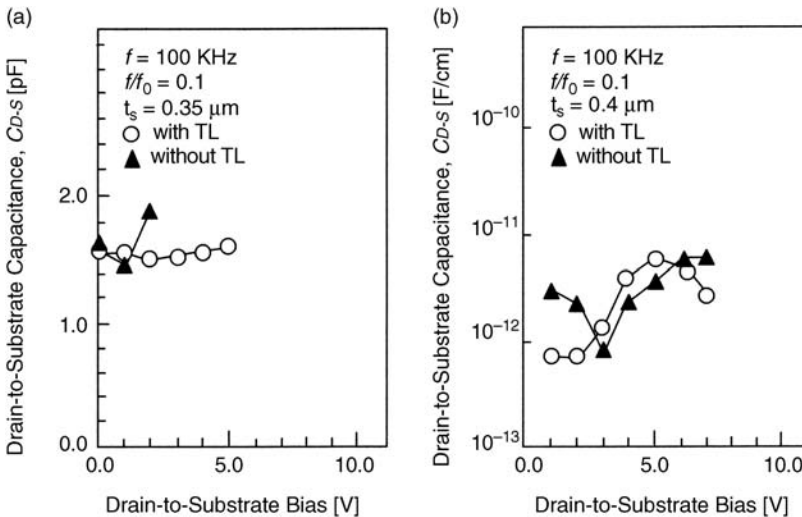 (a)
Drain-to-Substrate Capacitance, CD-S [pF]
f = 100 KHz
f/f0 = 0.1
ts = 0.35 μm
with TL
without TL
2.0
1.0
0.0
0.0
5.0
10.0
Drain-to-Substrate Bias [V]
(b)
Drain-to-Substrate Capacitance, CD-S [F/cm]
f = 100 KHz
f/f0 = 0.1
ts = 0.4 μm
with TL
without TL
10−10
10−11
10−12
10−13
0.0
5.0
10.0
Drain-to-Substrate Bias [V]